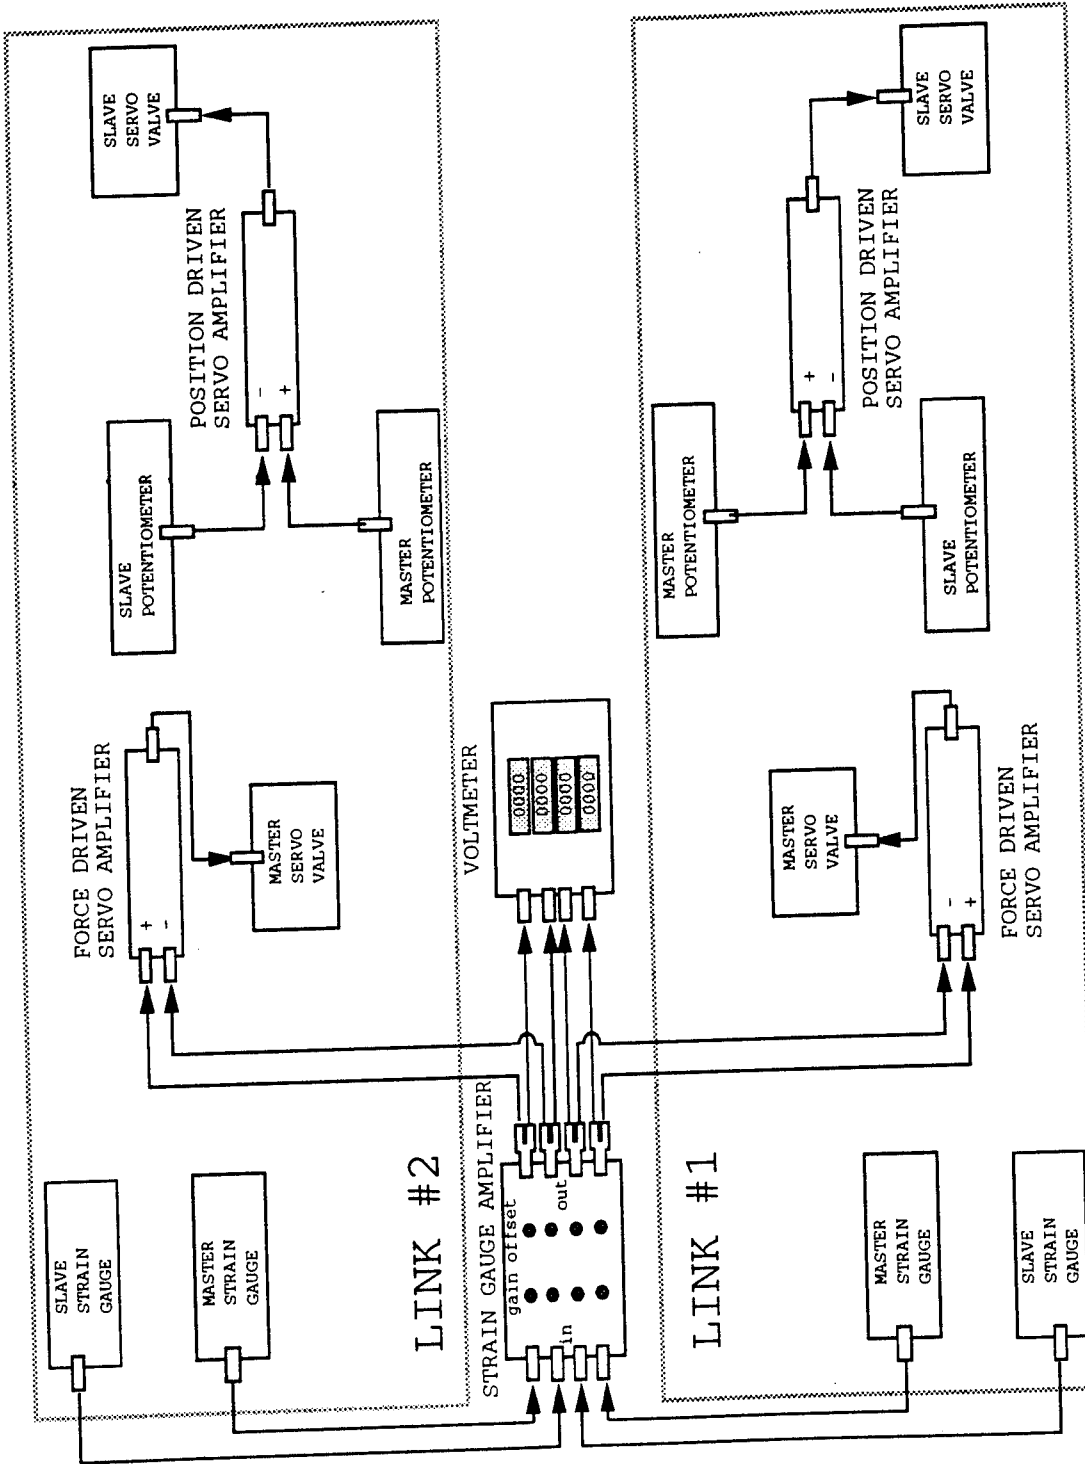 SLAVE
STRAIN
GAUGE
MASTER
STRAIN
GAUGE
FORCE DRIVEN
SERVO AMPLIFIER
+
-
MASTER
SERVO
VALVE
SLAVE
POTENTIOMETER
MASTER
POTENTIOMETER
POSITION DRIVEN
SERVO AMPLIFIER
-
+
SLAVE
SERVO
VALVE
LINK #2
STRAIN GAUGE AMPLIFIER
gain offset
in
out
VOLTMETER
0000
0000
0000
0000
LINK #1
MASTER
STRAIN
GAUGE
SLAVE
STRAIN
GAUGE
MASTER
SERVO
VALVE
-
+
FORCE DRIVEN
SERVO AMPLIFIER
MASTER
POTENTIOMETER
SLAVE
POTENTIOMETER
+
-
POSITION DRIVEN
SERVO AMPLIFIER
SLAVE
SERVO
VALVE